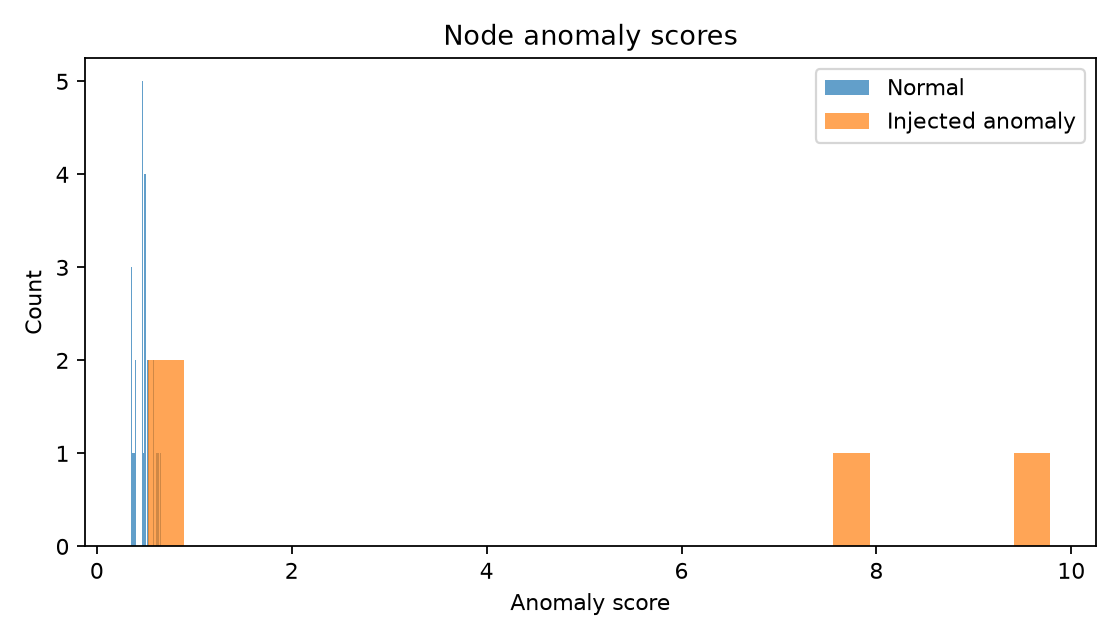 Node anomaly scores
Normal
Injected anomaly
Count
5
4
3
2
1
0
0 2 4 6 8 10
Anomaly score